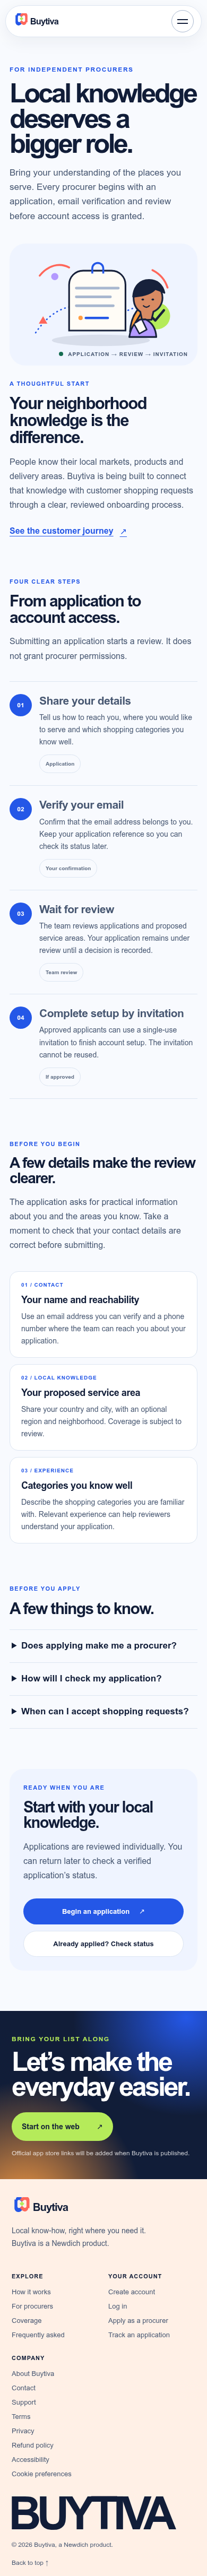 Buytiva
FOR INDEPENDENT PROCURERS
Local knowledge
deserves a
bigger role.
Bring your understanding of the places you
serve. Every procurer begins with an
application, email verification and review
before account access is granted.
APPLICATION → REVIEW → INVITATION
A THOUGHTFUL START
Your neighborhood
knowledge is the
difference.
People know their local markets, products and
delivery areas. Buytiva is being built to connect
that knowledge with customer shopping requests
through a clear, reviewed onboarding process.
See the customer journey ↗
FOUR CLEAR STEPS
From application to
account access.
Submitting an application starts a review. It does
not grant procurer permissions.
01
Share your details
Tell us how to reach you, where you would like
to serve and which shopping categories you
know well.
Application
02
Verify your email
Confirm that the email address belongs to you.
Keep your application reference so you can
check its status later.
Your confirmation
03
Wait for review
The team reviews applications and proposed
service areas. Your application remains under
review until a decision is recorded.
Team review
04
Complete setup by invitation
Approved applicants can use a single-use
invitation to finish account setup. The invitation
cannot be reused.
If approved
BEFORE YOU BEGIN
A few details make the review
clearer.
The application asks for practical information
about you and the areas you know. Take a
moment to check that your contact details are
correct before submitting.
01 / CONTACT
Your name and reachability
Use an email address you can verify and a phone
number where the team can reach you about your
application.
02 / LOCAL KNOWLEDGE
Your proposed service area
Share your country and city, with an optional
region and neighborhood. Coverage is subject to
review.
03 / EXPERIENCE
Categories you know well
Describe the shopping categories you are familiar
with. Relevant experience can help reviewers
understand your application.
BEFORE YOU APPLY
A few things to know.
▶ Does applying make me a procurer?
▶ How will I check my application?
▶ When can I accept shopping requests?
READY WHEN YOU ARE
Start with your local
knowledge.
Applications are reviewed individually. You
can return later to check a verified
application's status.
Begin an application ↗
Already applied? Check status
BRING YOUR LIST ALONG
Let's make the
everyday easier.
Start on the web ↗
Official app store links will be added when Buytiva is published.
Buytiva
Local know-how, right where you need it.
Buytiva is a Newdich product.
EXPLORE
How it works
For procurers
Coverage
Frequently asked
YOUR ACCOUNT
Create account
Log in
Apply as a procurer
Track an application
COMPANY
About Buytiva
Contact
Support
Terms
Privacy
Refund policy
Accessibility
Cookie preferences
BUYTIVA
© 2026 Buytiva, a Newdich product.
Back to top ↑